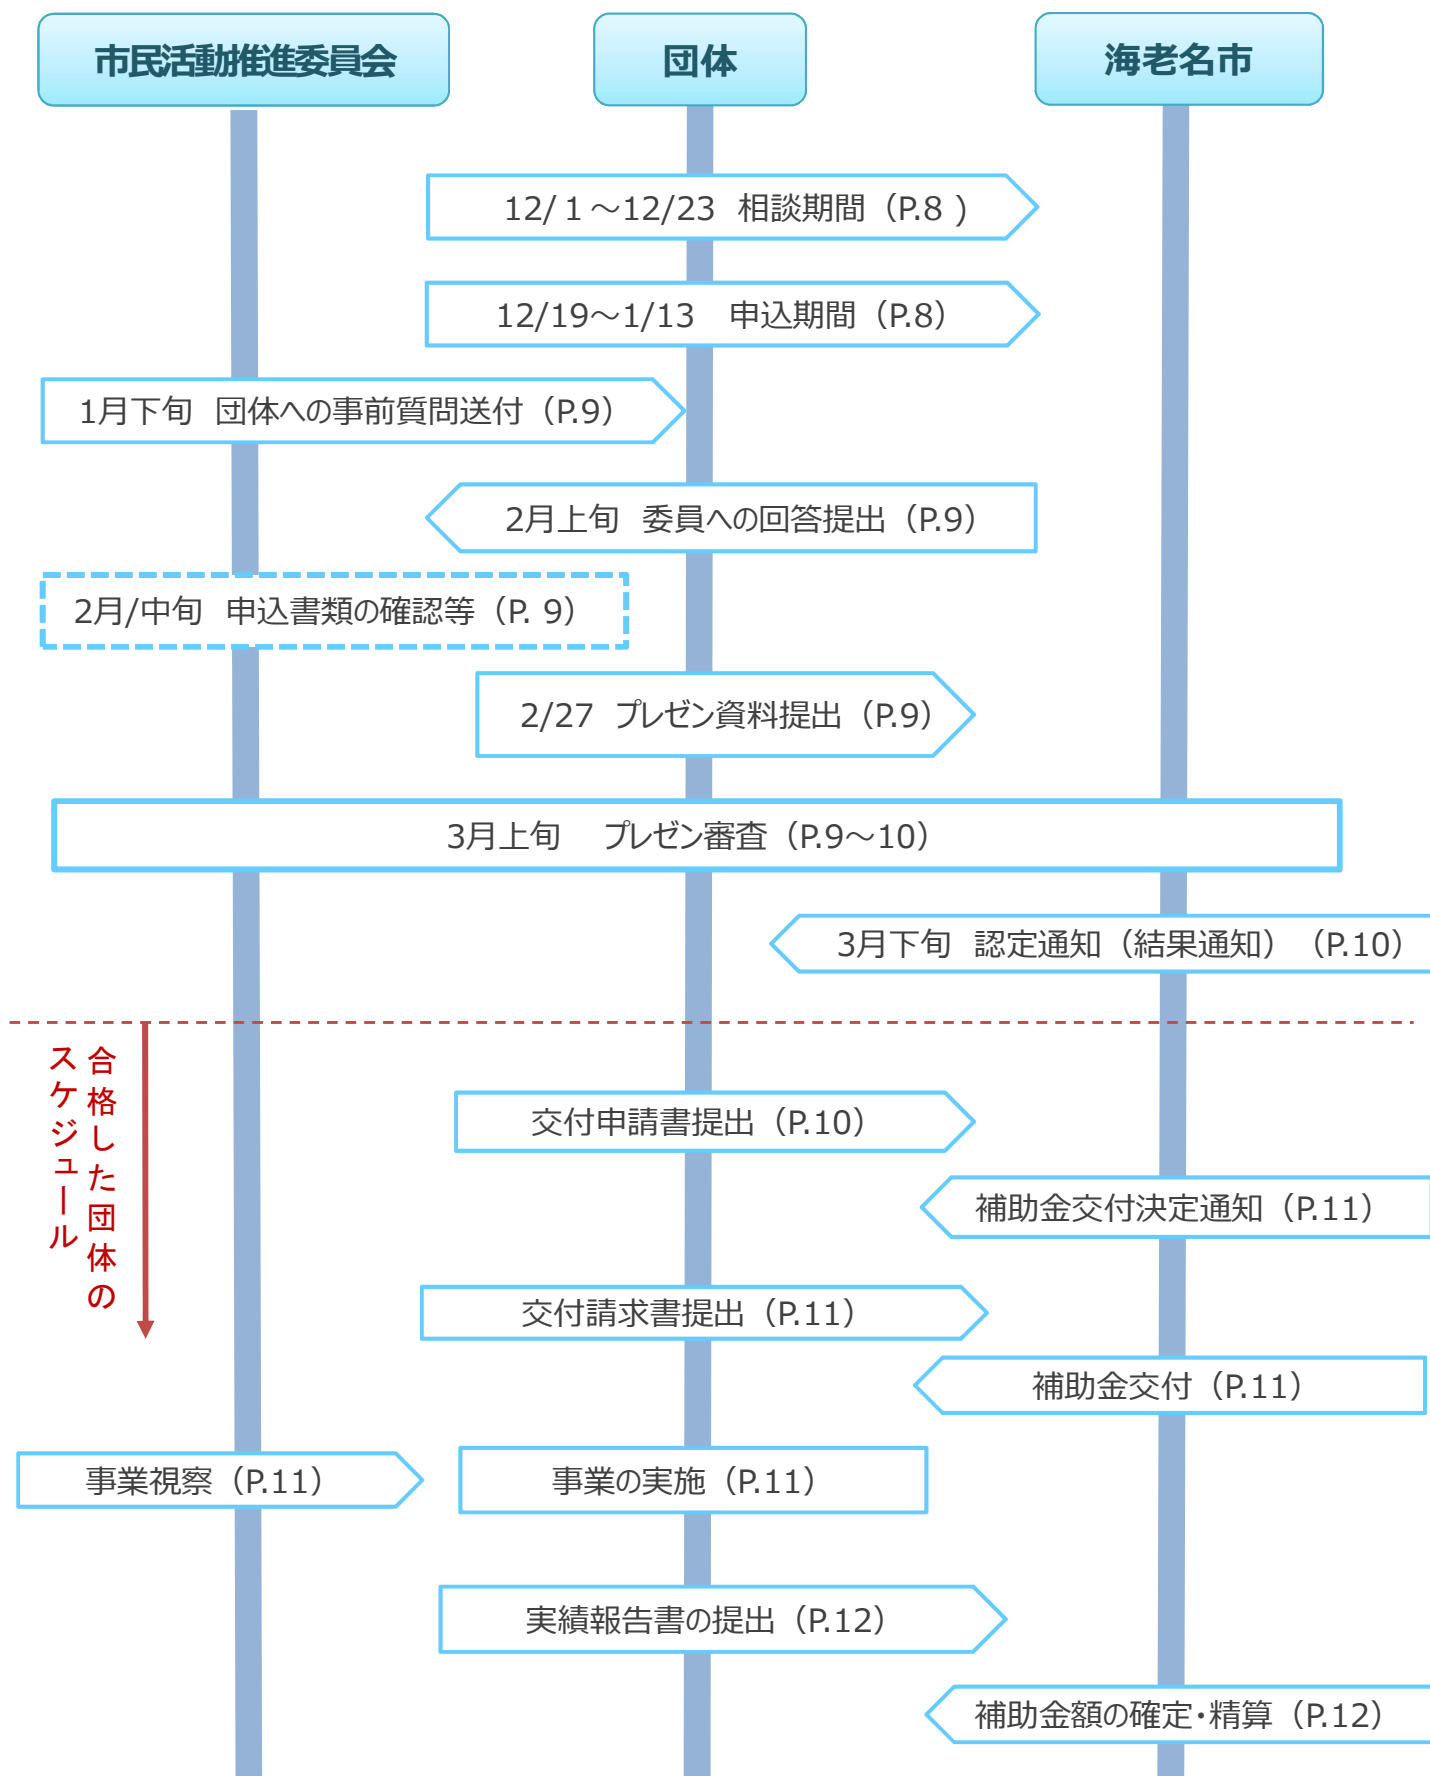 市民活動推進委員会
団体
海老名市
12/１～12/23　相談期間（P.8 )
12/19～1/13　申込期間（P.8）
1月下旬　団体への事前質問送付（P.9）
2月上旬　委員への回答提出（P.9）
2月/中旬　申込書類の確認等（P. 9）
2/27　プレゼン資料提出（P.9）
3月上旬　 プレゼン審査（P.9～10）
3月下旬　認定通知（結果通知）（P.10）
合格した団体の
スケジュール
交付申請書提出（P.10）
補助金交付決定通知（P.11）
交付請求書提出（P.11）
補助金交付（P.11）
事業視察（P.11）
事業の実施（P.11）
実績報告書の提出（P.12）
補助金額の確定・精算（P.12）